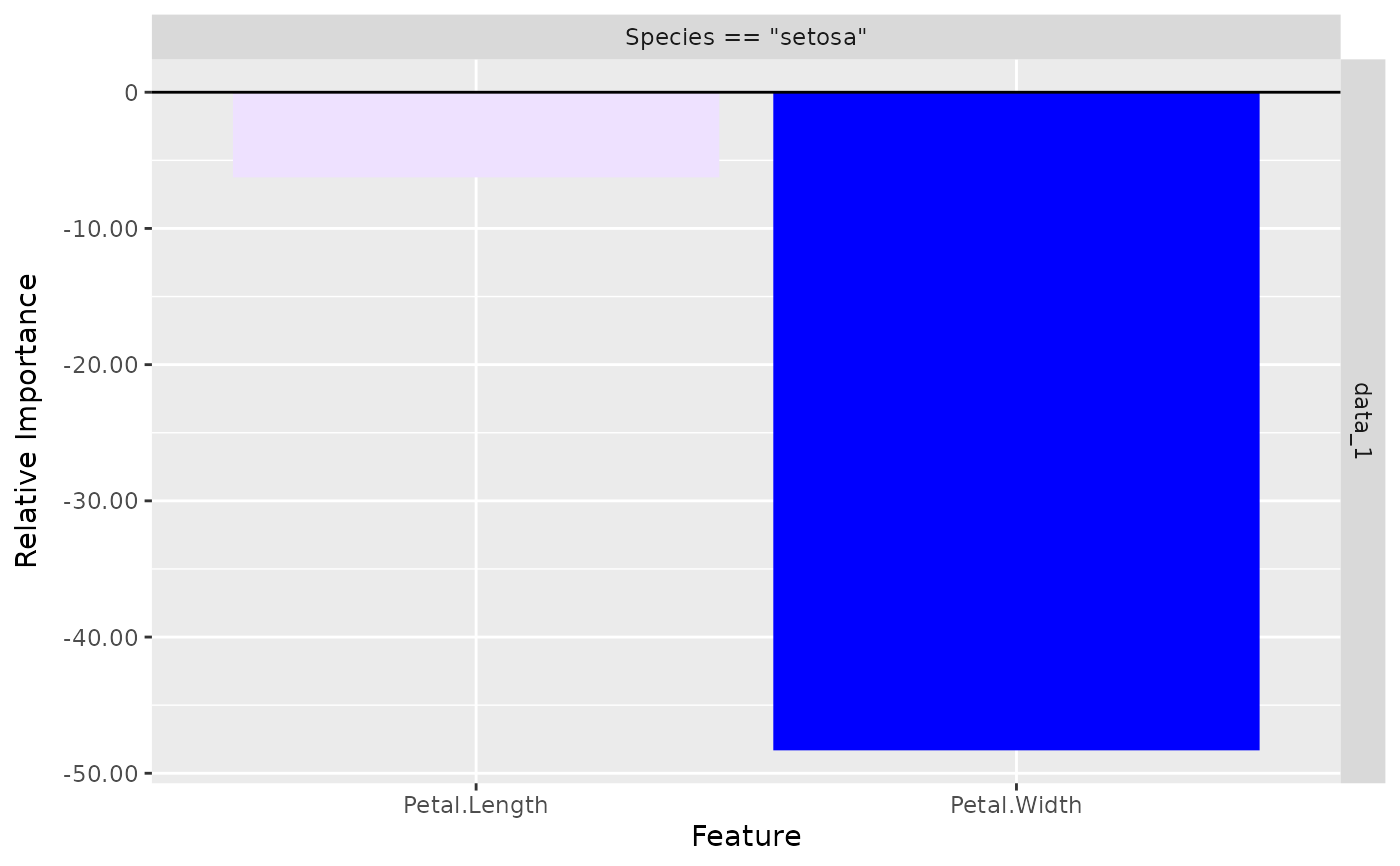 Species == "setosa"
0
-10.00
-20.00
-30.00
-40.00
-50.00
Relative Importance
data_1
Petal.Length
Petal.Width
Feature